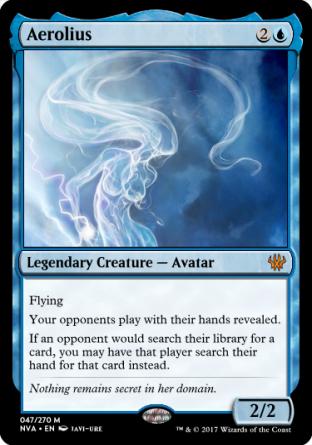 Aerolius 2
Legendary Creature — Avatar
Flying
Your opponents play with their hands revealed.
If an opponent would search their library for a
card, you may have that player search their
hand for that card instead.
Nothing remains secret in her domain.
2/2
047/270 M
NVA • EN IAVI-URE
™ & © 2017 Wizards of the Coast